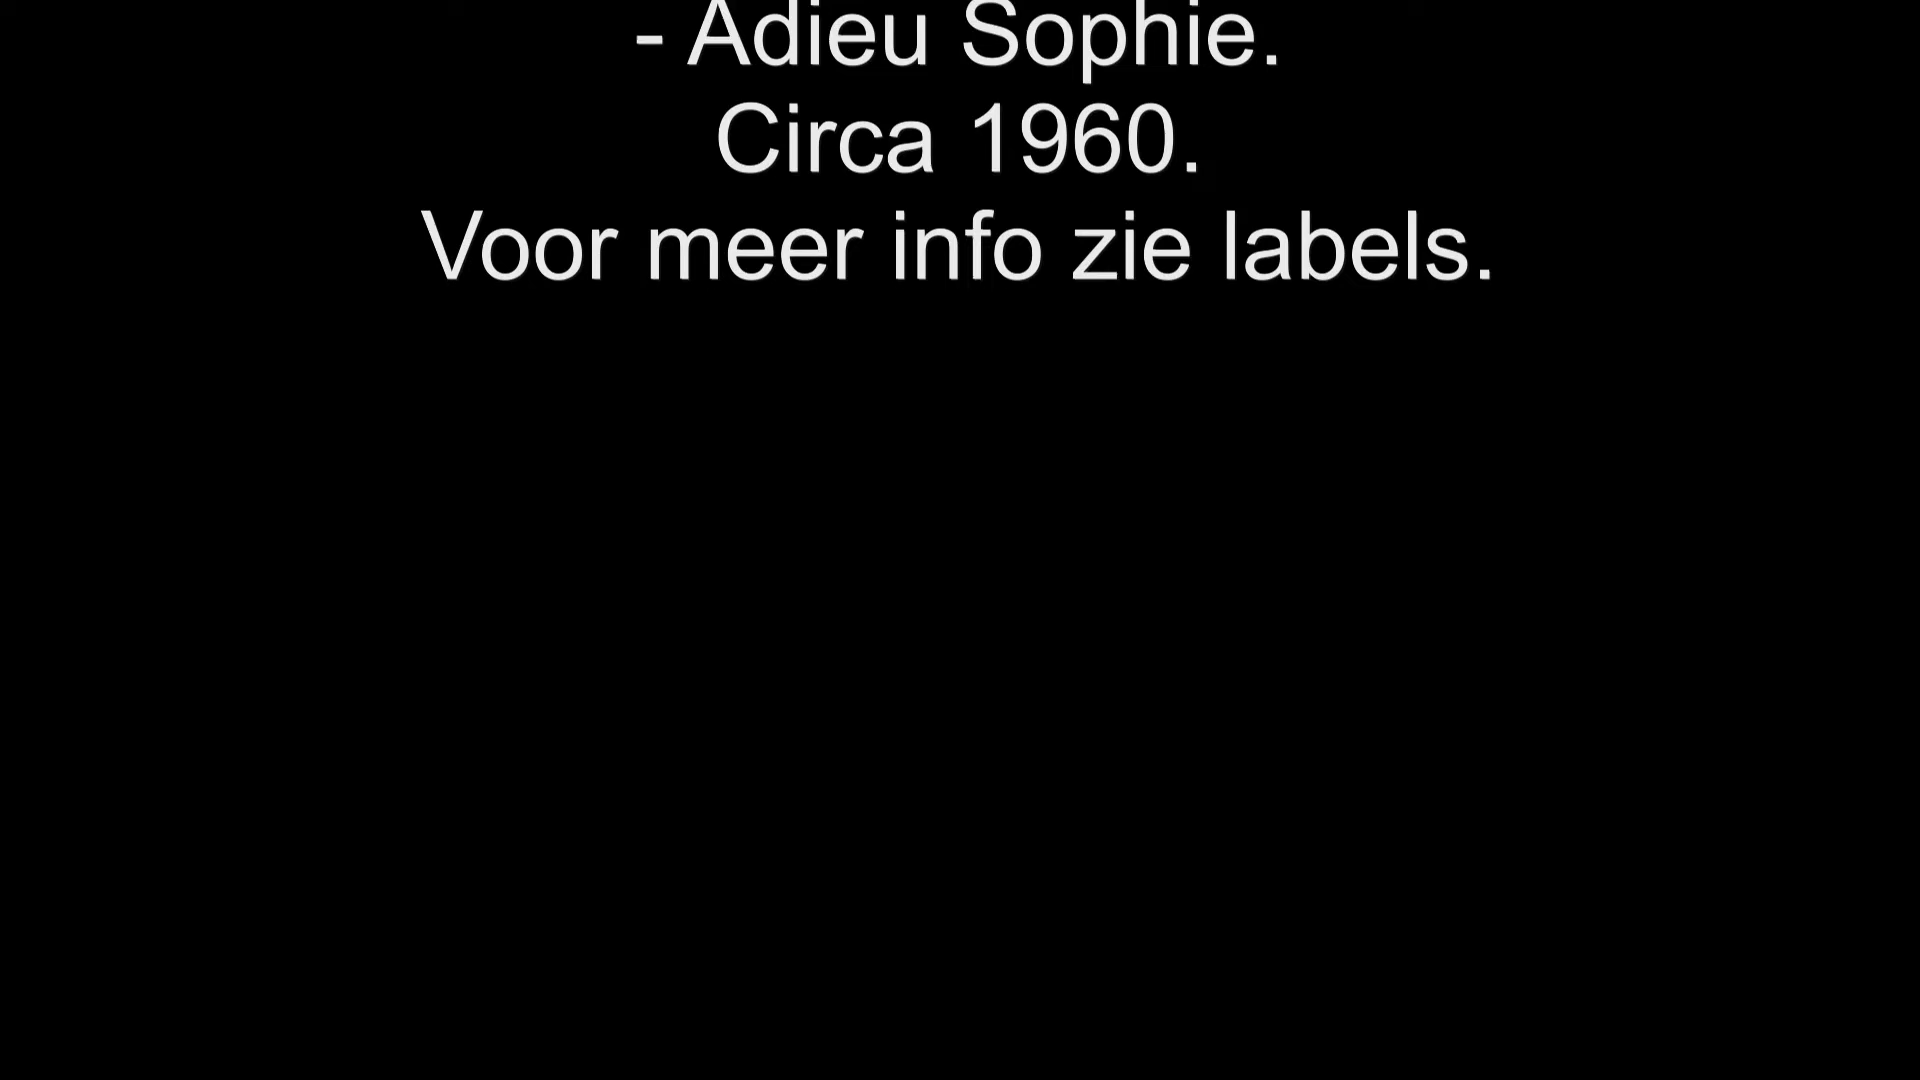 - Adieu Sophie.
Circa 1960.
Voor meer info zie labels.